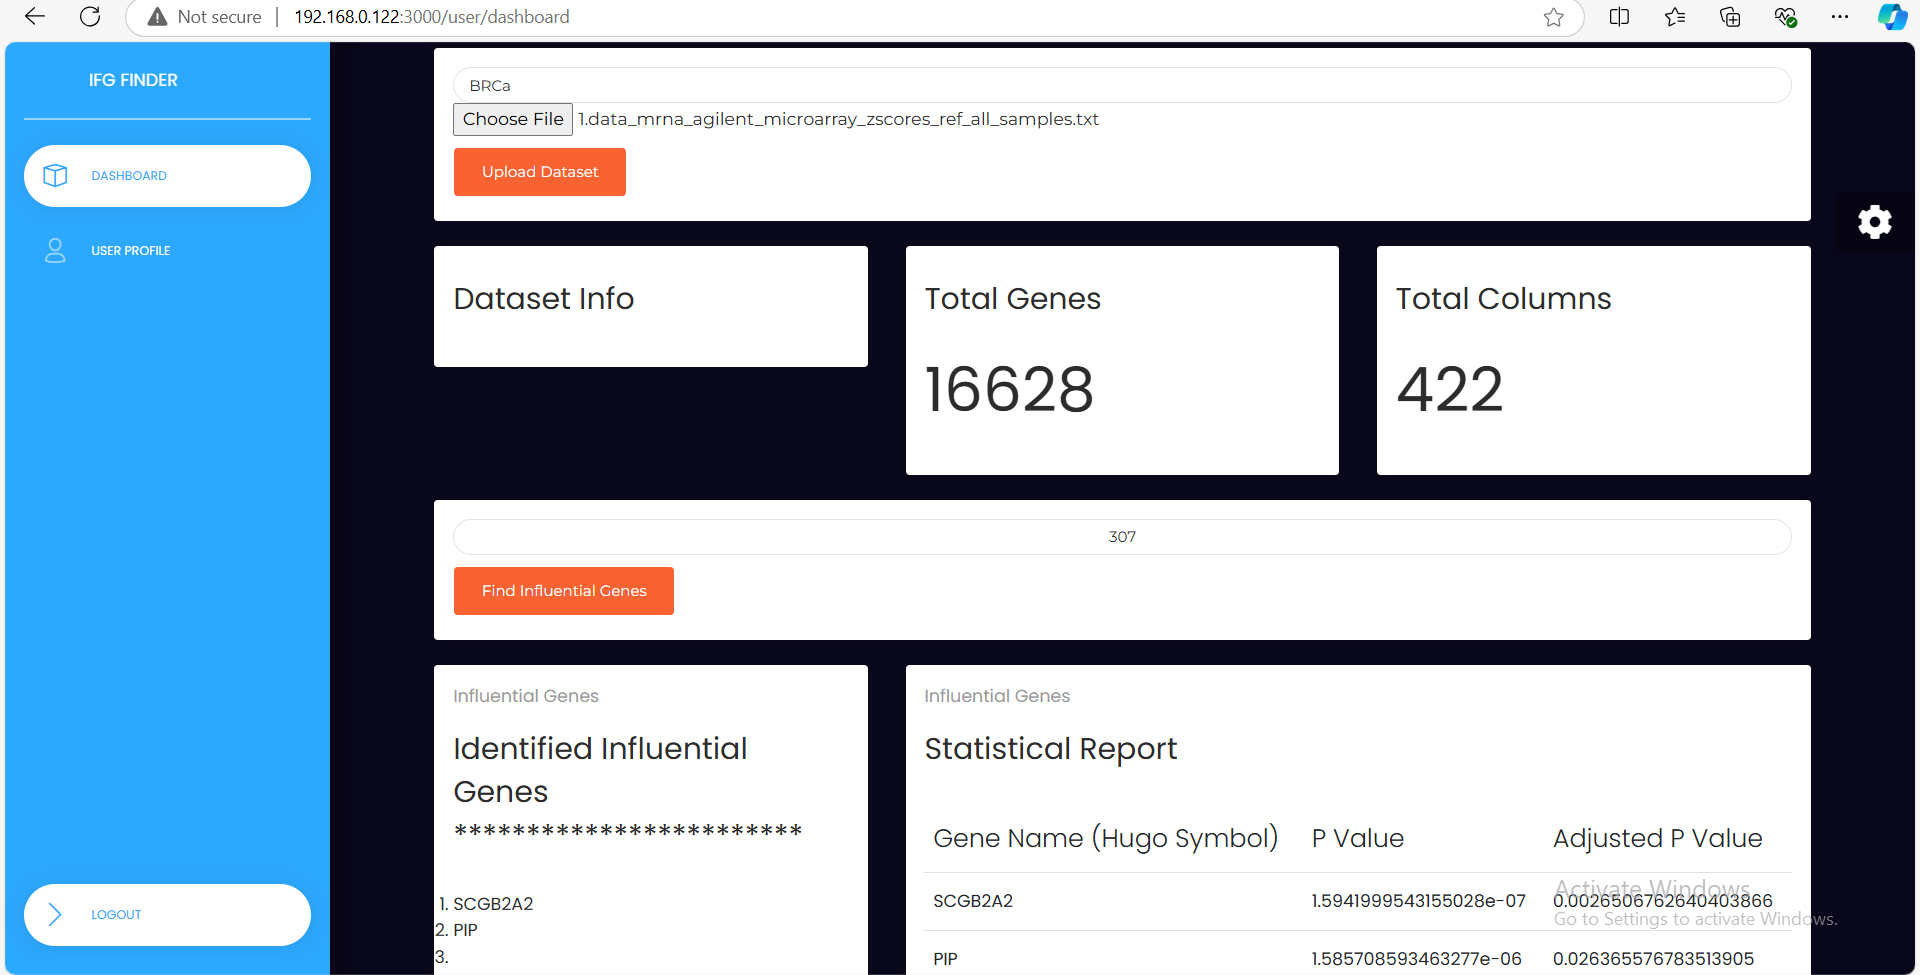 Not secure | 192.168.0.122:3000/user/dashboard
IFG FINDER
DASHBOARD
USER PROFILE
LOGOUT
BRCa
Choose File 1.data_mrna_agilent_microarray_zscores_ref_all_samples.txt
Upload Dataset
Dataset Info
Total Genes
16628
Total Columns
422
307
Find Influential Genes
Influential Genes
Identified Influential
Genes
************************
1. SCGB2A2
2. PIP
3.
Influential Genes
Statistical Report
Gene Name (Hugo Symbol) P Value Adjusted P Value
SCGB2A2 1.5941999543155028e-07 0.0026506762640403866
PIP 1.585708593463277e-06 0.026365576783513905
Activate Windows
Go to Settings to activate Windows.